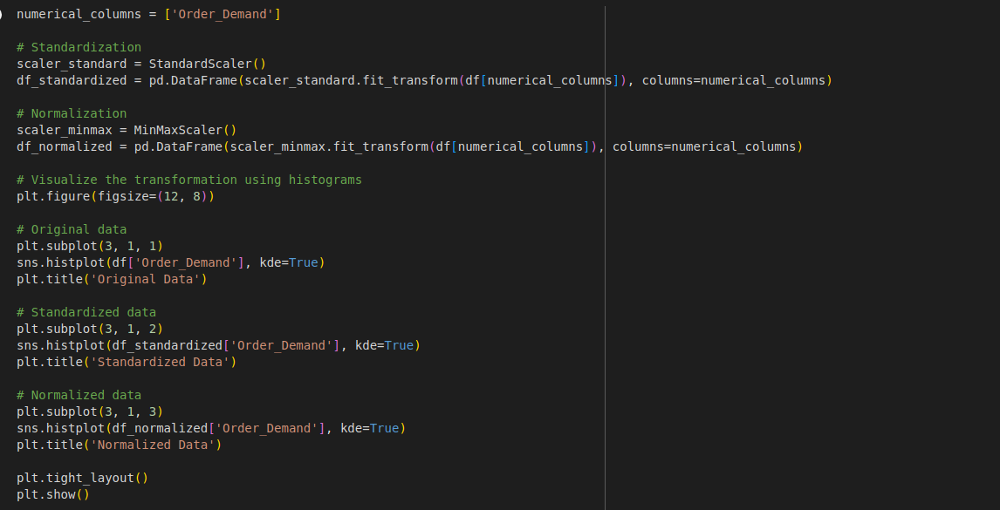 numerical_columns = ['Order_Demand']
# Standardization
scaler_standard = StandardScaler()
df_standardized = pd.DataFrame(scaler_standard.fit_transform(df[numerical_columns]), columns=numerical_columns)
# Normalization
scaler_minmax = MinMaxScaler()
df_normalized = pd.DataFrame(scaler_minmax.fit_transform(df[numerical_columns]), columns=numerical_columns)
# Visualize the transformation using histograms
plt.figure(figsize=(12, 8))
# Original data
plt.subplot(3, 1, 1)
sns.histplot(df['Order_Demand'], kde=True)
plt.title('Original Data')
# Standardized data
plt.subplot(3, 1, 2)
sns.histplot(df_standardized['Order_Demand'], kde=True)
plt.title('Standardized Data')
# Normalized data
plt.subplot(3, 1, 3)
sns.histplot(df_normalized['Order_Demand'], kde=True)
plt.title('Normalized Data')
plt.tight_layout()
plt.show()